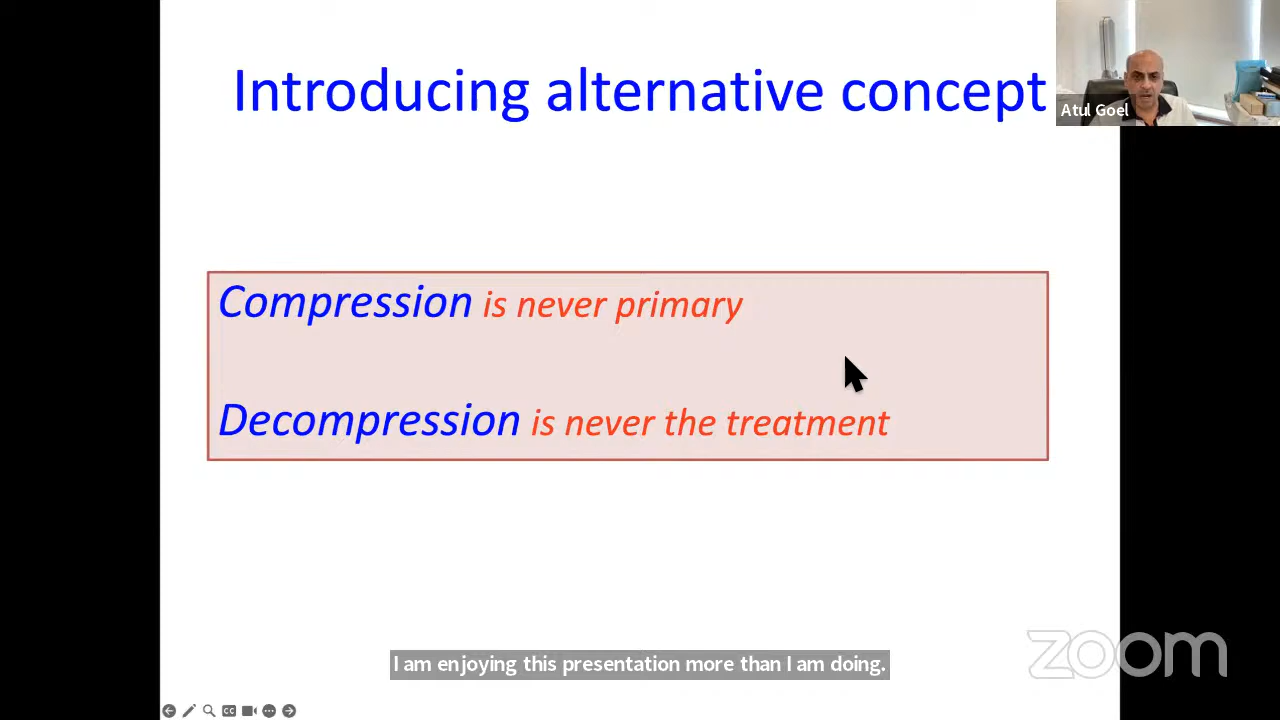 Introducing alternative concept
Atul Goel
Compression is never primary
Decompression is never the treatment
I am enjoying this presentation more than I am doing.
zoom
CC